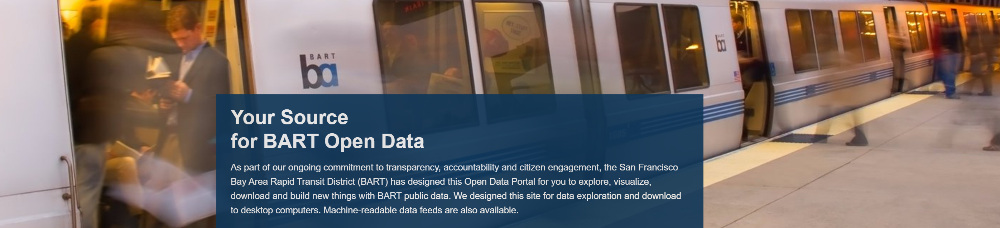 BART
ba
BART
ba
Your Source
for BART Open Data
As part of our ongoing commitment to transparency, accountability and citizen engagement, the San Francisco
Bay Area Rapid Transit District (BART) has designed this Open Data Portal for you to explore, visualize,
download and build new things with BART public data. We designed this site for data exploration and download
to desktop computers. Machine-readable data feeds are also available.